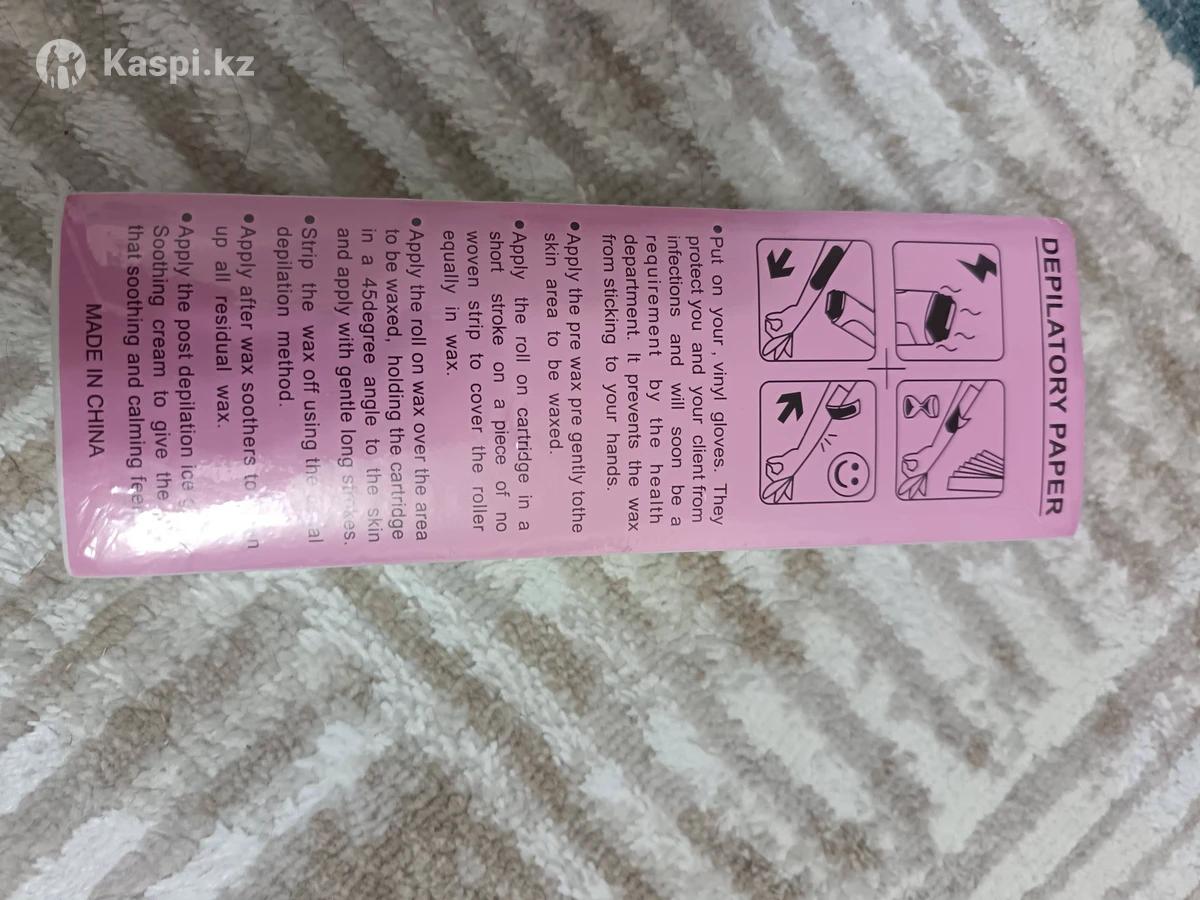 Kaspi.kz
DEPILATORY PAPER
•Put on your , vinyl gloves. They
protect you and your client from
infections and will soon be a
requirement by the health
department. It prevents the wax
from sticking to your hands.
•Apply the pre wax pre gently tothe
skin area to be waxed.
•Apply the roll on cartridge in a
short stroke on a piece of no
woven strip to cover the roller
equally in wax.
•Apply the roll on wax over the area
to be waxed, holding the cartridge
in a 45degree angle to the skin
and apply with gentle long strokes.
•Strip the wax off using the
depilation method.
•Apply after wax soothers to
up all residual wax.
•Apply the post depilation ice
Soothing cream to give the
that soothing and calming
MADE IN CHINA